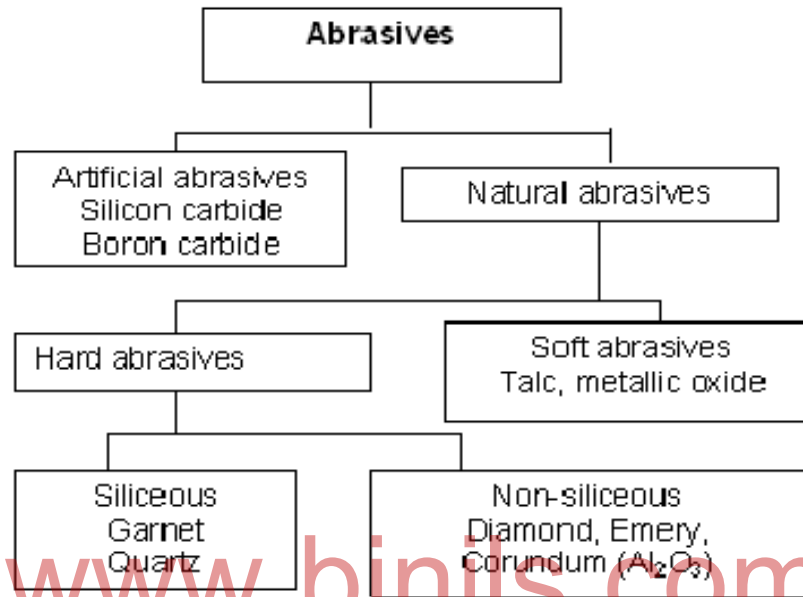 Abrasives
Artificial abrasives
Silicon carbide
Boron carbide
Natural abrasives
Hard abrasives
Soft abrasives
Talc, metallic oxide
Siliceous
Garnet
Quartz
Non-siliceous
Diamond, Emery,
Corundum (Al₂O₃)
www.binils.com